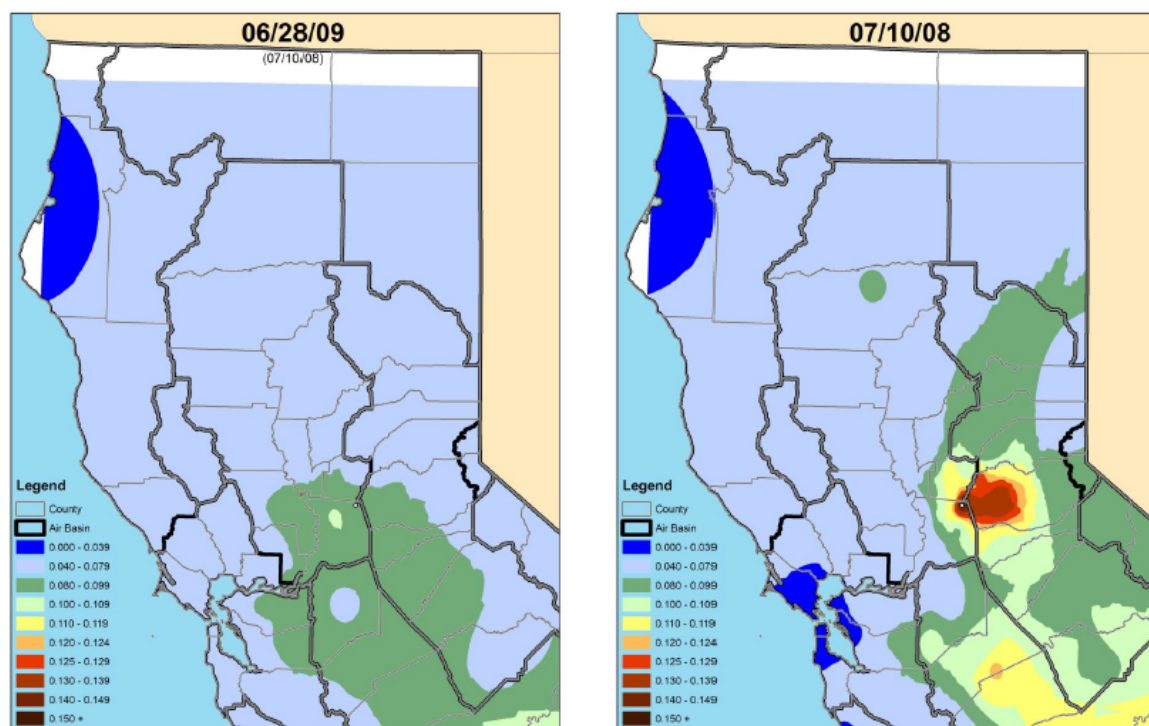 06/28/09
(07/10/08)
Legend
County
Air Basin
0.000 - 0.039
0.040 - 0.079
0.080 - 0.099
0.100 - 0.109
0.110 - 0.119
0.120 - 0.124
0.125 - 0.129
0.130 - 0.139
0.140 - 0.149
0.150 +
07/10/08
Legend
County
Air Basin
0.000 - 0.039
0.040 - 0.079
0.080 - 0.099
0.100 - 0.109
0.110 - 0.119
0.120 - 0.124
0.125 - 0.129
0.130 - 0.139
0.140 - 0.149
0.150 +